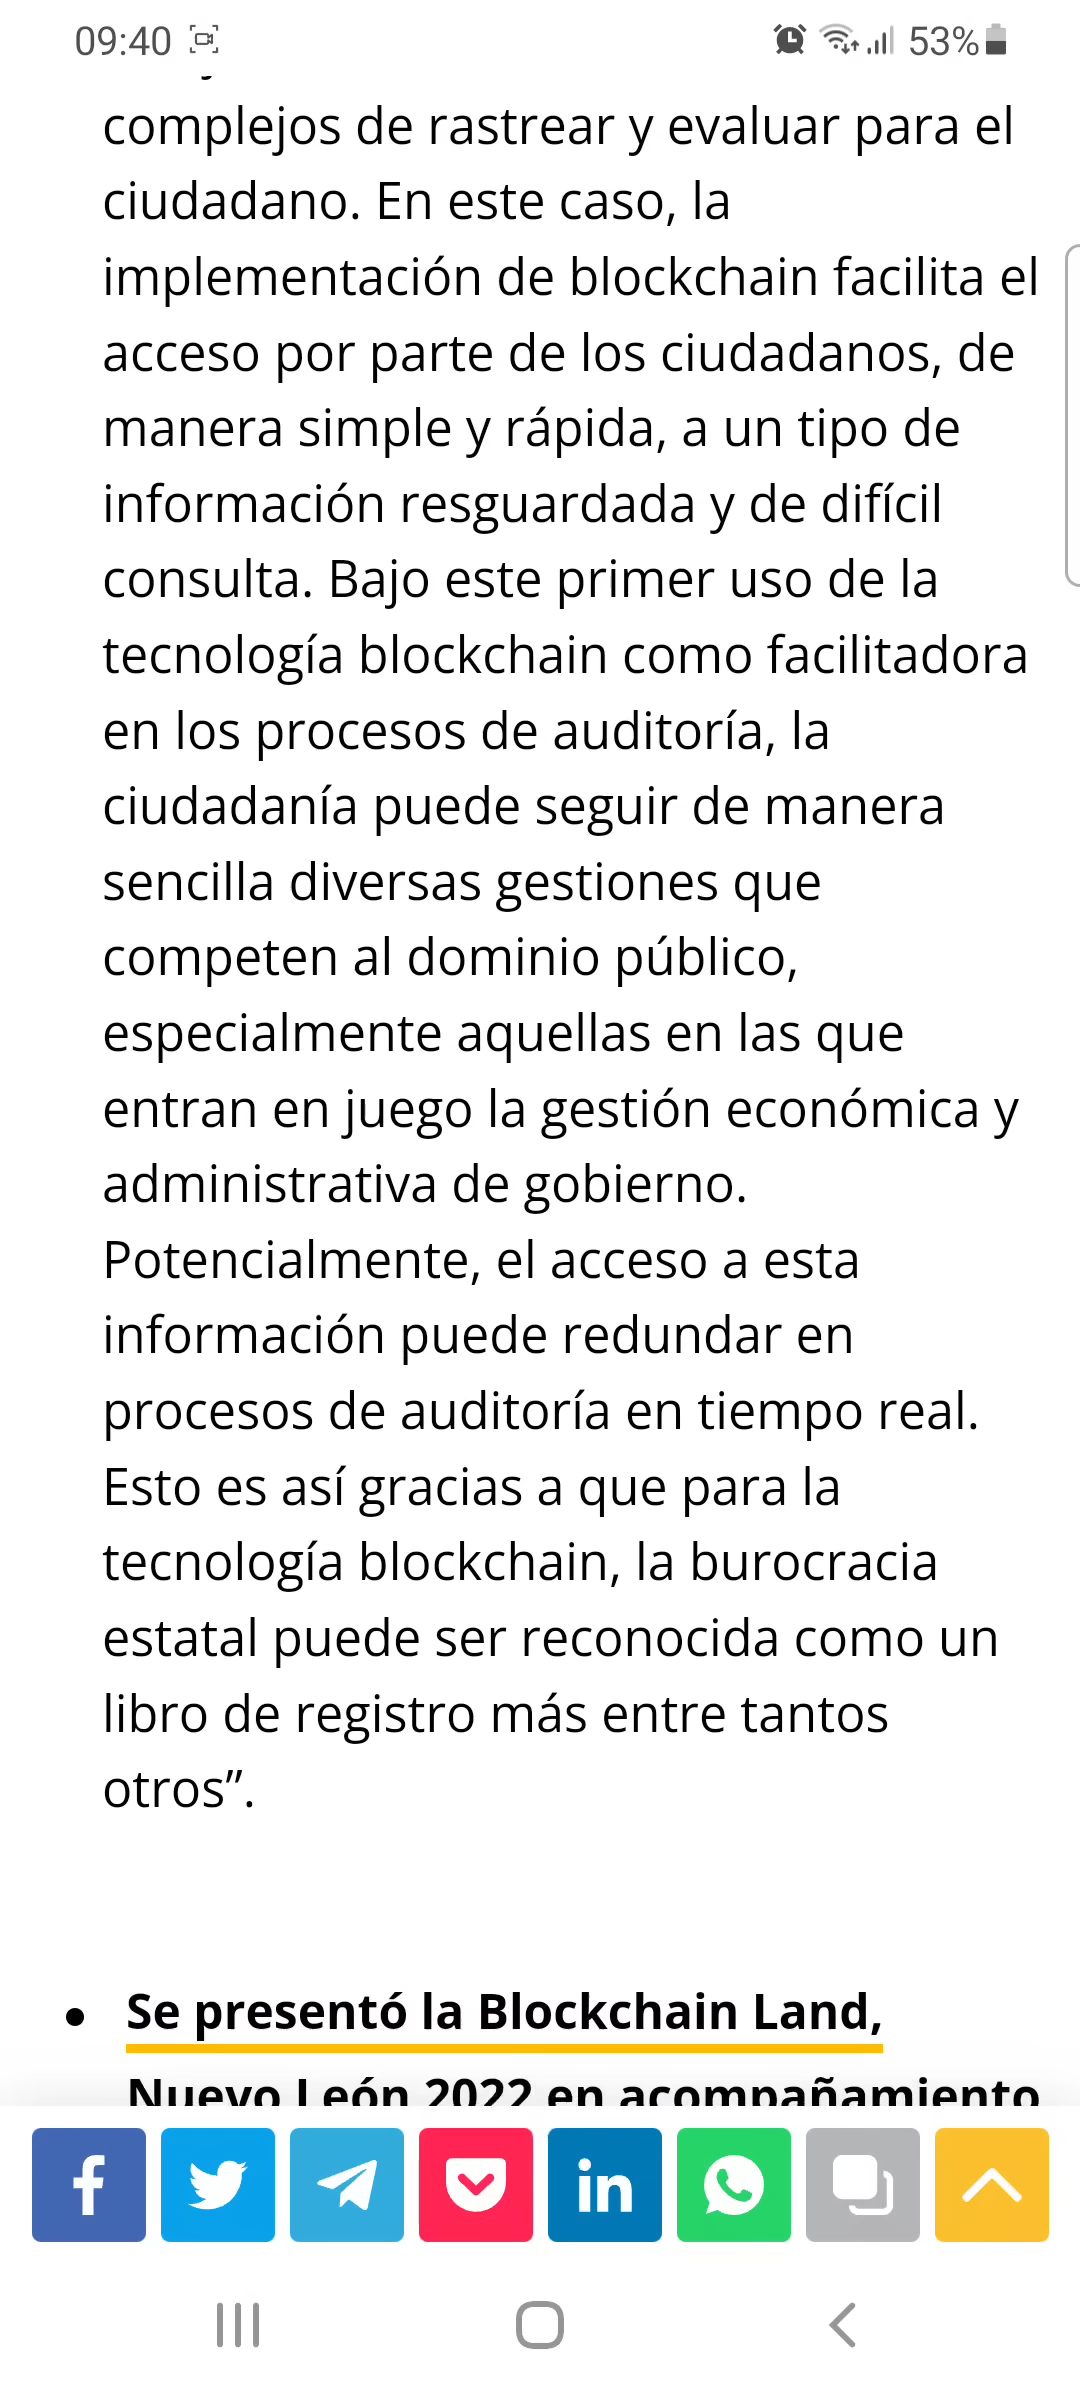 09:40
53%
complejos de rastrear y evaluar para el
ciudadano. En este caso, la
implementación de blockchain facilita el
acceso por parte de los ciudadanos, de
manera simple y rápida, a un tipo de
información resguardada y de difícil
consulta. Bajo este primer uso de la
tecnología blockchain como facilitadora
en los procesos de auditoría, la
ciudadanía puede seguir de manera
sencilla diversas gestiones que
competen al dominio público,
especialmente aquellas en las que
entran en juego la gestión económica y
administrativa de gobierno.
Potencialmente, el acceso a esta
información puede redundar en
procesos de auditoría en tiempo real.
Esto es así gracias a que para la
tecnología blockchain, la burocracia
estatal puede ser reconocida como un
libro de registro más entre tantos
otros”.
• Se presentó la Blockchain Land,
Nuevo León 2022 en acompañamiento